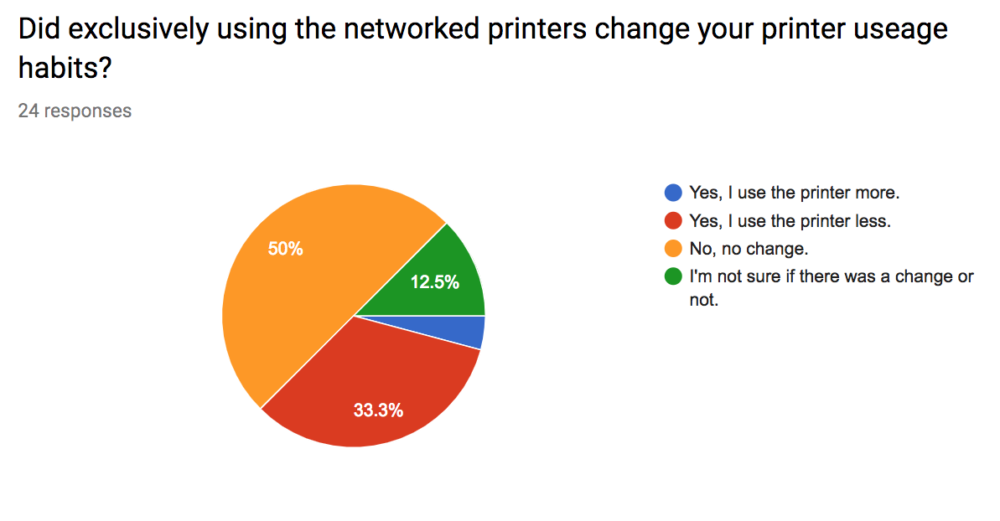 Did exclusively using the networked printers change your printer useage
habits?
24 responses
Yes, I use the printer more.
Yes, I use the printer less.
No, no change.
I'm not sure if there was a change or
not.
50%
12.5%
33.3%